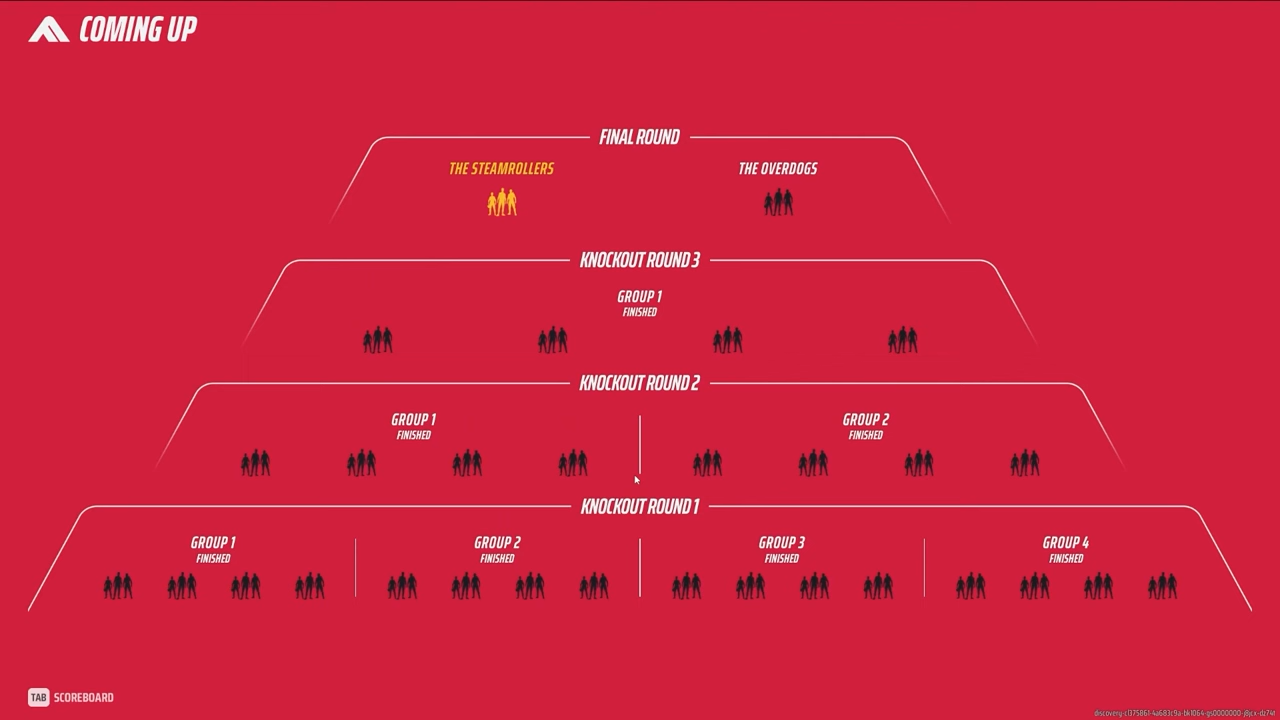 COMING UP
FINAL ROUND
THE STEAMROLLERS
THE OVERDOGS
KNOCKOUT ROUND 3
GROUP 1
FINISHED
KNOCKOUT ROUND 2
GROUP 1
FINISHED
GROUP 2
FINISHED
KNOCKOUT ROUND 1
GROUP 1
FINISHED
GROUP 2
FINISHED
GROUP 3
FINISHED
GROUP 4
FINISHED
TAB SCOREBOARD